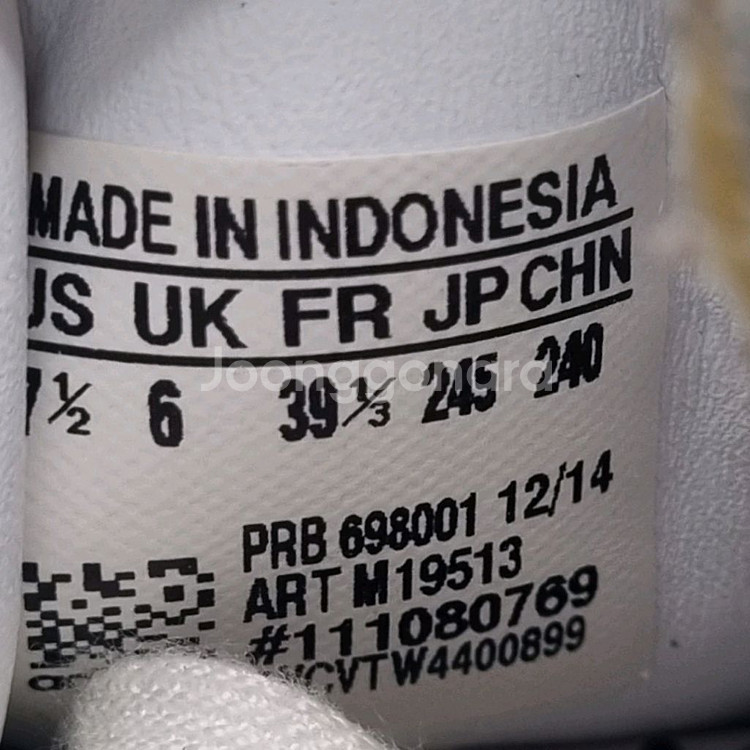 MADE IN INDONESIA
US UK FR JP CHN
7½ 6 39⅓ 245 240
Joonggonara
PRB 698001 12/14
ART M19513
#111080769
VCVTW4400899